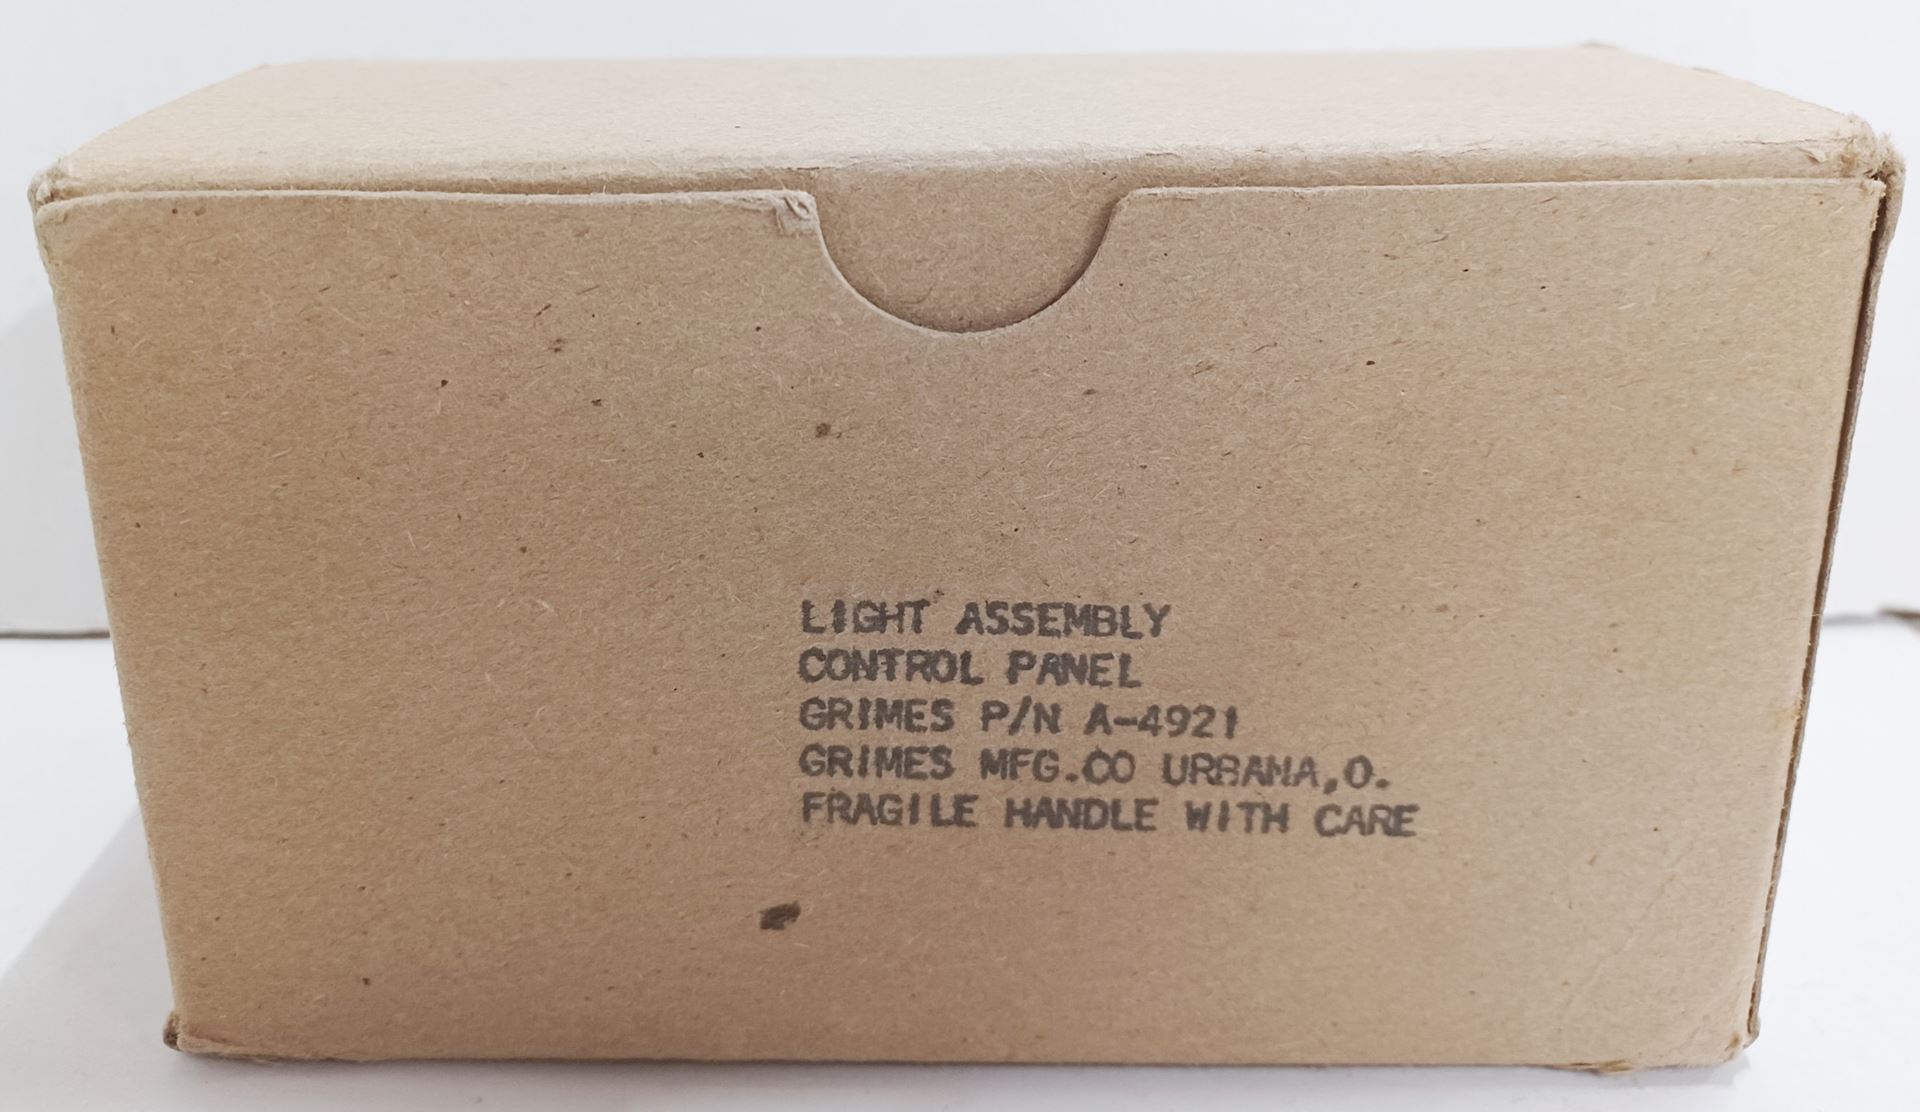 LIGHT ASSEMBLY
CONTROL PANEL
GRIMES P/N A-4921
GRIMES MFG.CO URBANA,O.
FRAGILE HANDLE WITH CARE